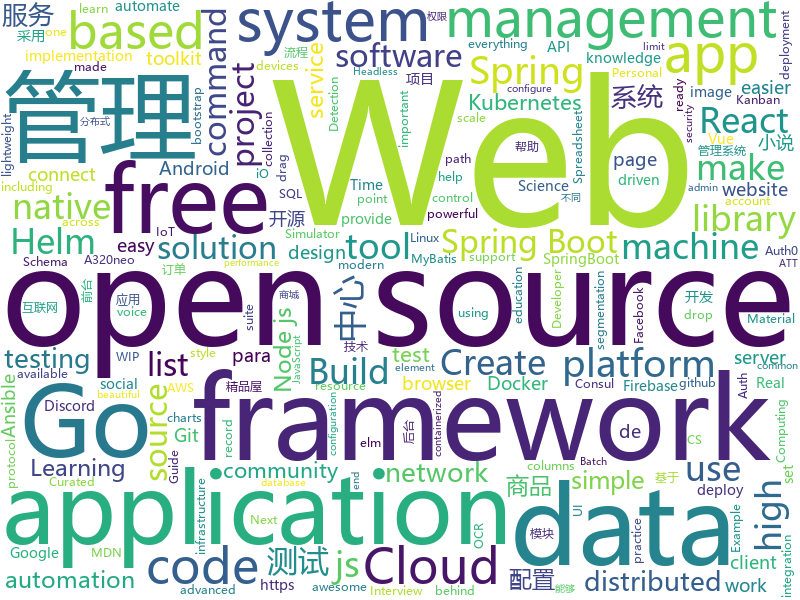 learn
automate
服务
采用
toolkit
implementation
one
made
based
system
management
权限
流程
everything
API
limit
Personal
deployment
管理
command
software
service
project
Spring
app
knowledge
devices
Headless
项目
Kubernetes
系统
easier
configure
image
ready
Kanban
lightweight
bootstrap
分布式
collection
drag
Detection
important
scale
Spreadsheet
React
小说
security
Web
connect
Android
iO
SQL
path
帮助
page
Vue
管理系统
driven
including
native
free
开源
Time
provide
point
help
control
powerful
Science
不同
make
website
admin
account
across
Helm
IoT
solution
easy
design
tool
Simulator
Linux
support
modern
MyBatis
Spring Boot
SpringBoot
library
machine
Auth0
ATT
Schema
A320neo
订单
performance
open source
互联网
前台
应用
voice
suite
商城
技术
中心
Developer
using
education
segmentation
drop
开发
Facebook
Material
testing
WIP
list
para
style
available
social
Node js
JavaScript
Build
test
browser
Create
platform
server
Docker
Consul
Firebase
github
Real
resource
AWS
精品屋
beautiful
Ansible
protocol
source
Go
framework
Discord
Git
charts
Guide
record
configuration
elm
后台
containerized
de
element
database
CS
Auth
set
common
Computing
Learning
community
network
use
Curated
application
code
js
Cloud
商品
simple
columns
UI
data
deploy
practice
high
infrastructure
Google
MDN
automation
Next
https
advanced
awesome
测试
end
Interview
behind
OCR
配置
Batch
模块
基于
能够
distributed
Example
client
work
integration